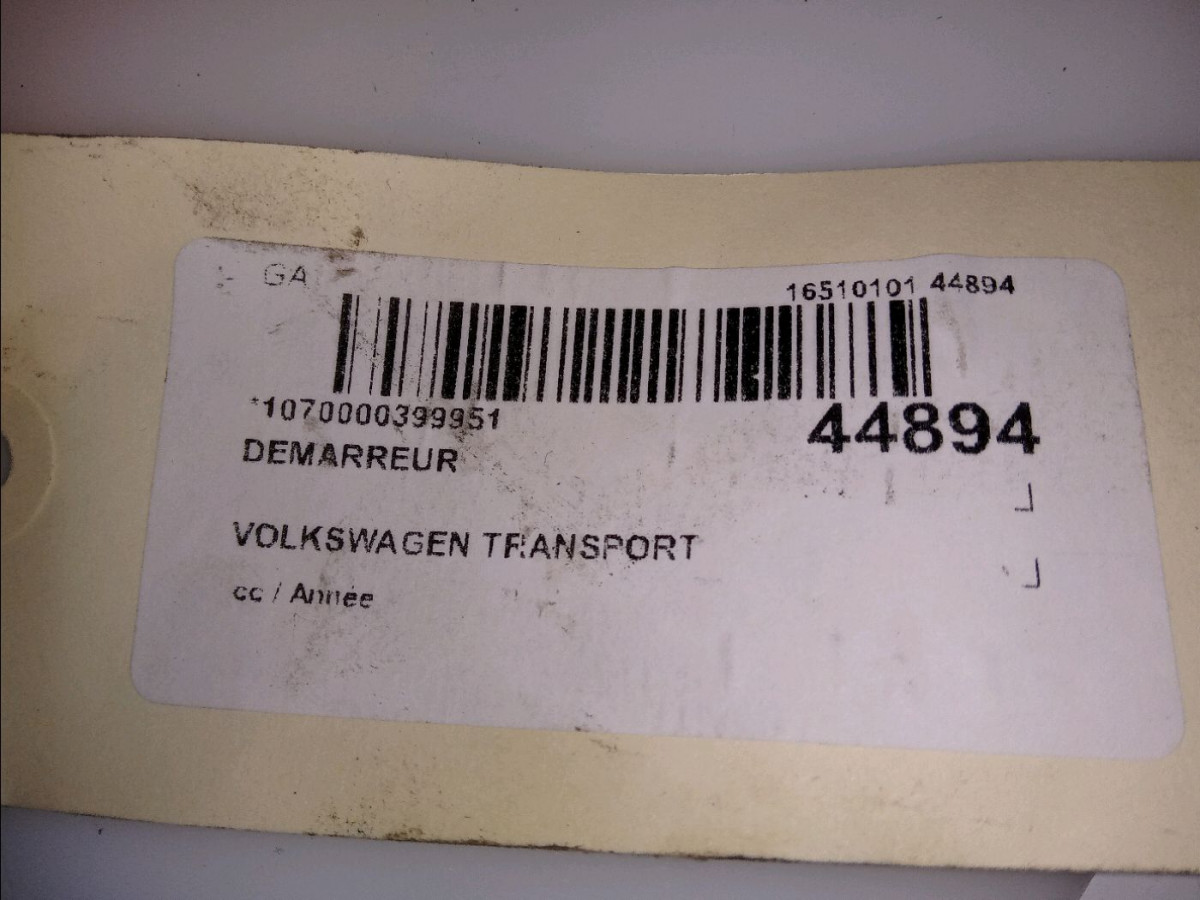 GA
16510101 44894
*1070000399951
44894
DEMARREUR
VOLKSWAGEN TRANSPORT
cc / Année